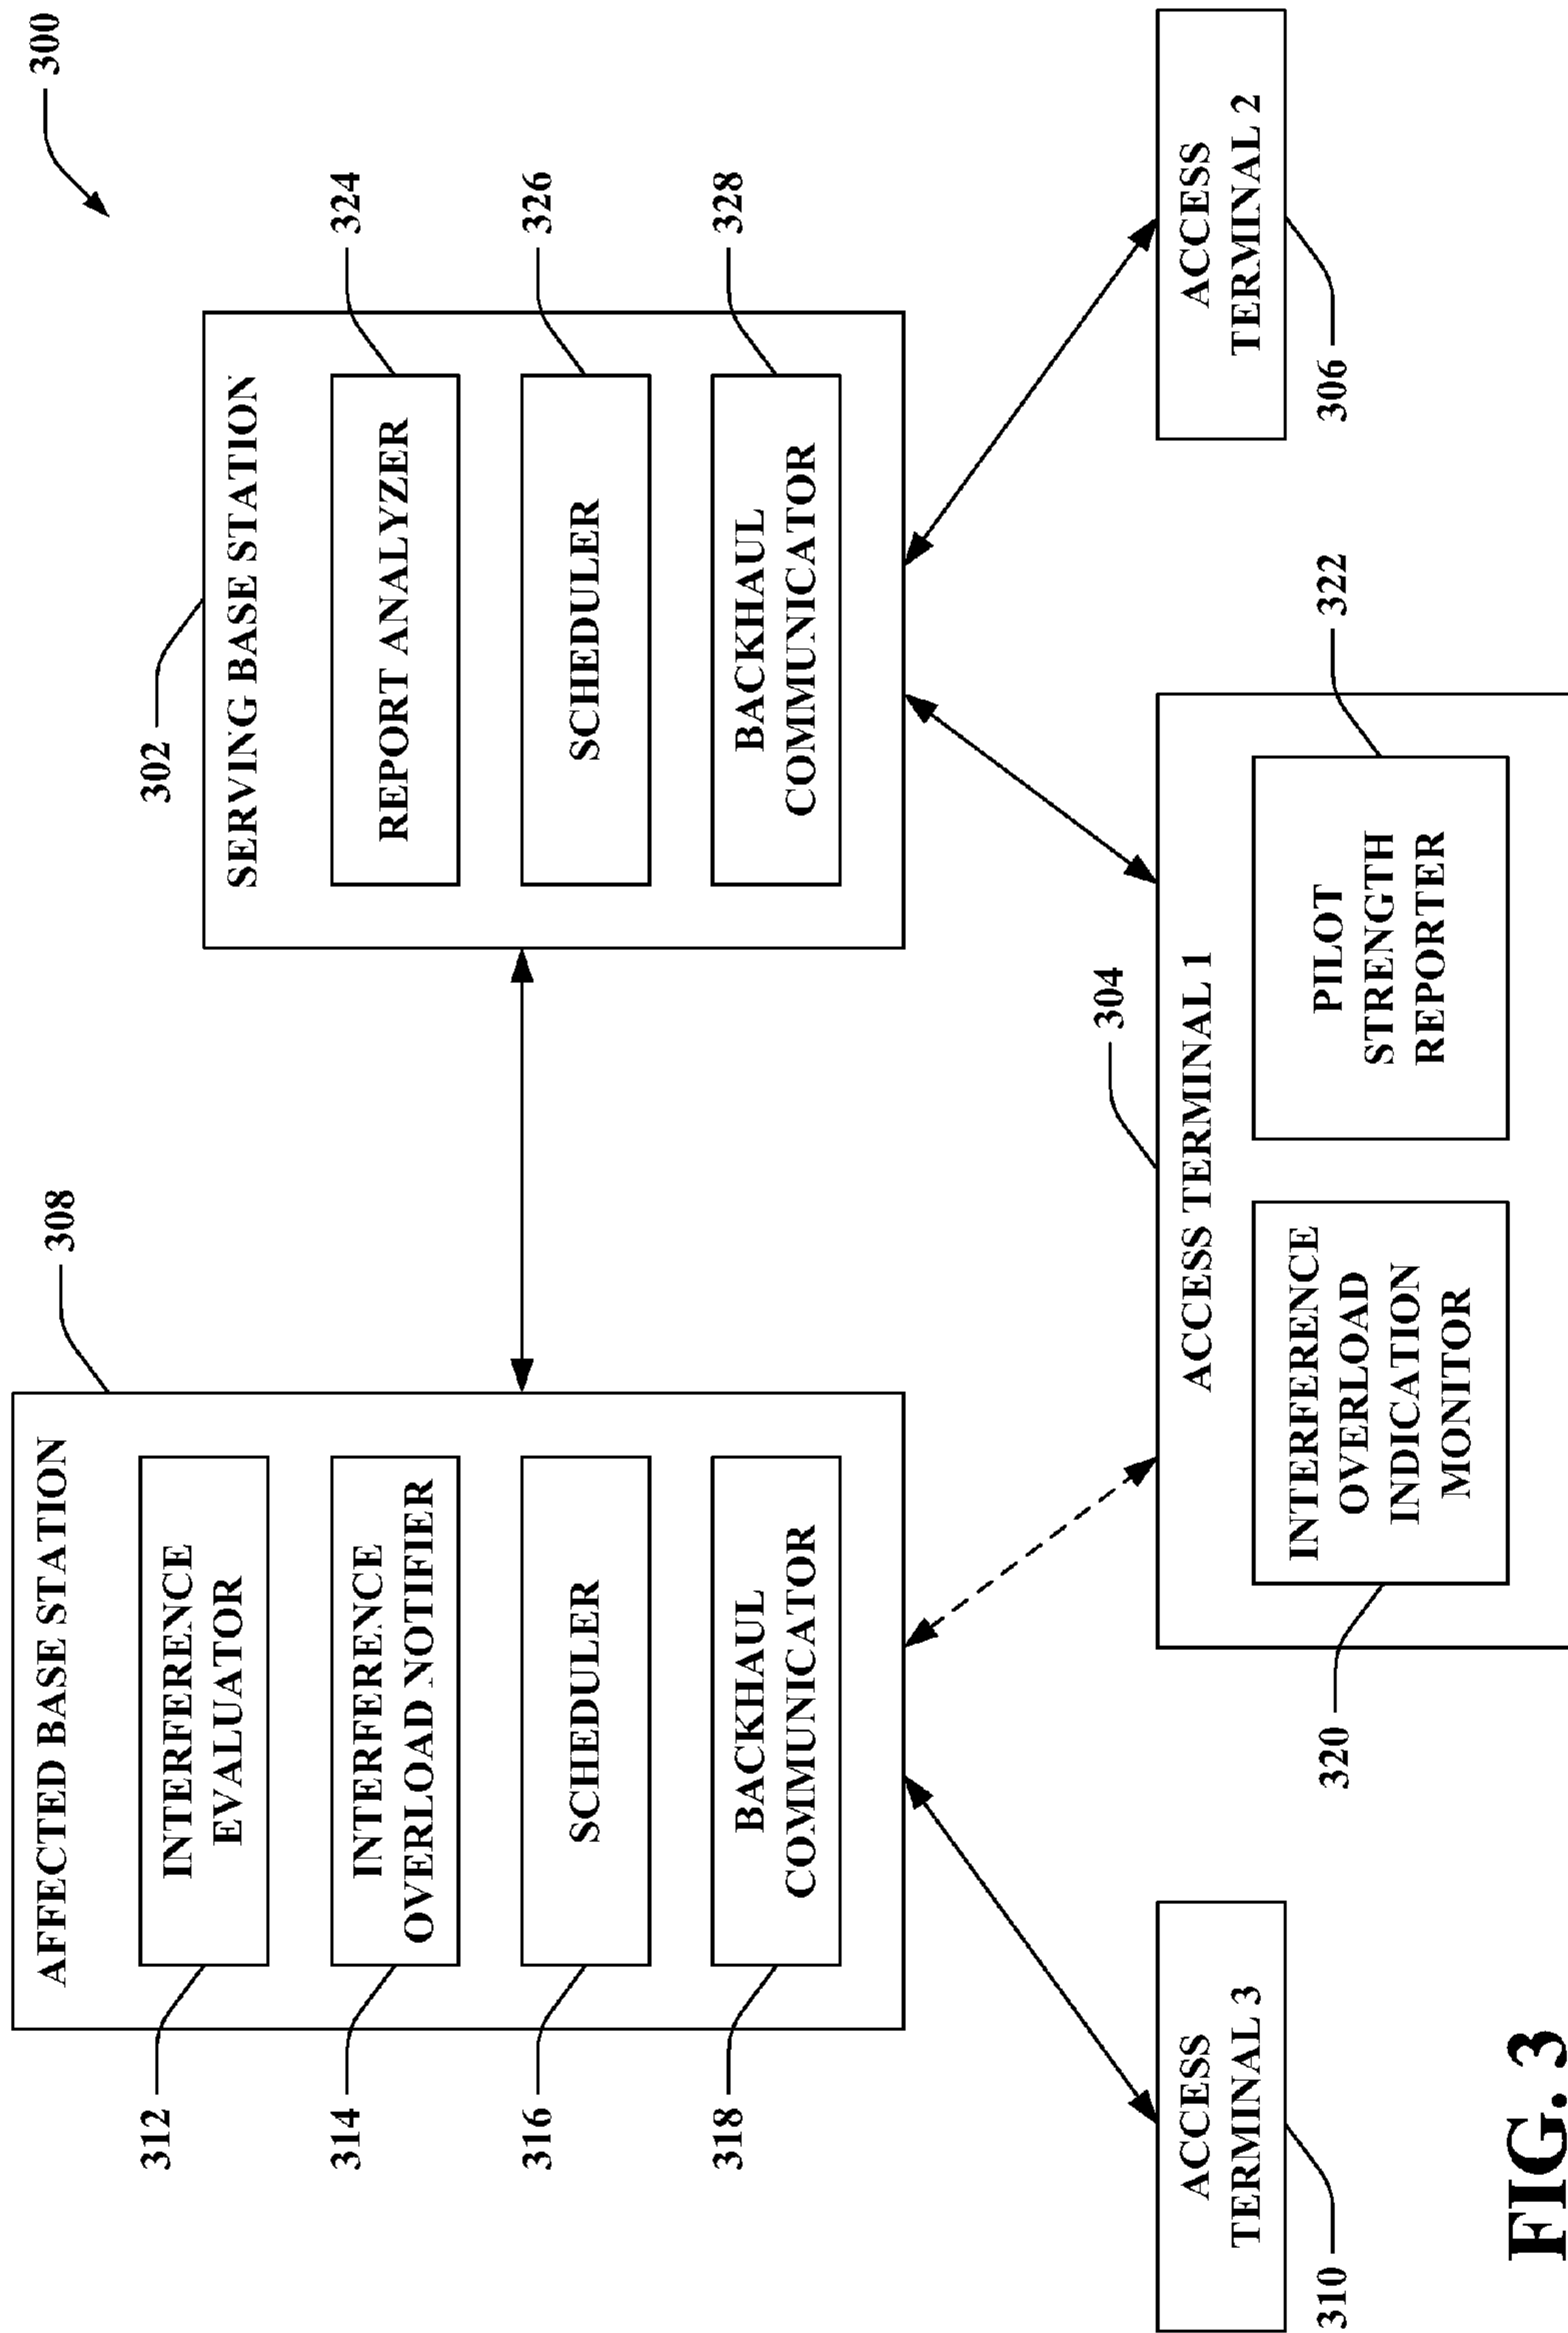 300
308
AFFECTED BASE STATION
312
INTERFERENCE
EVALUATOR
314
INTERFERENCE
OVERLOAD NOTIFIER
316
SCHEDULER
318
BACKHAUL
COMMUNICATOR
302
SERVING BASE STATION
324
REPORT ANALYZER
326
SCHEDULER
328
BACKHAUL
COMMUNICATOR
310
ACCESS
TERMINAL 3
304
ACCESS TERMINAL 1
320
INTERFERENCE
OVERLOAD
INDICATION
MONITOR
322
PILOT
STRENGTH
REPORTER
306
ACCESS
TERMINAL 2
FIG. 3